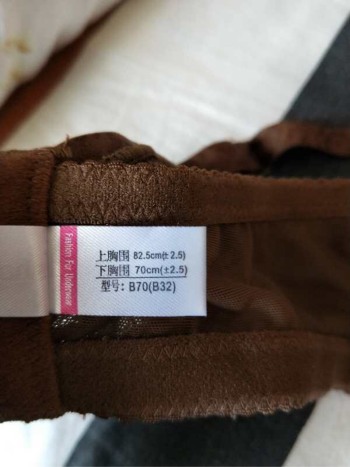 上胸围 82.5cm(±2.5)
下胸围 70cm(±2.5)
型号: B70(B32)
Fashion For Underwear